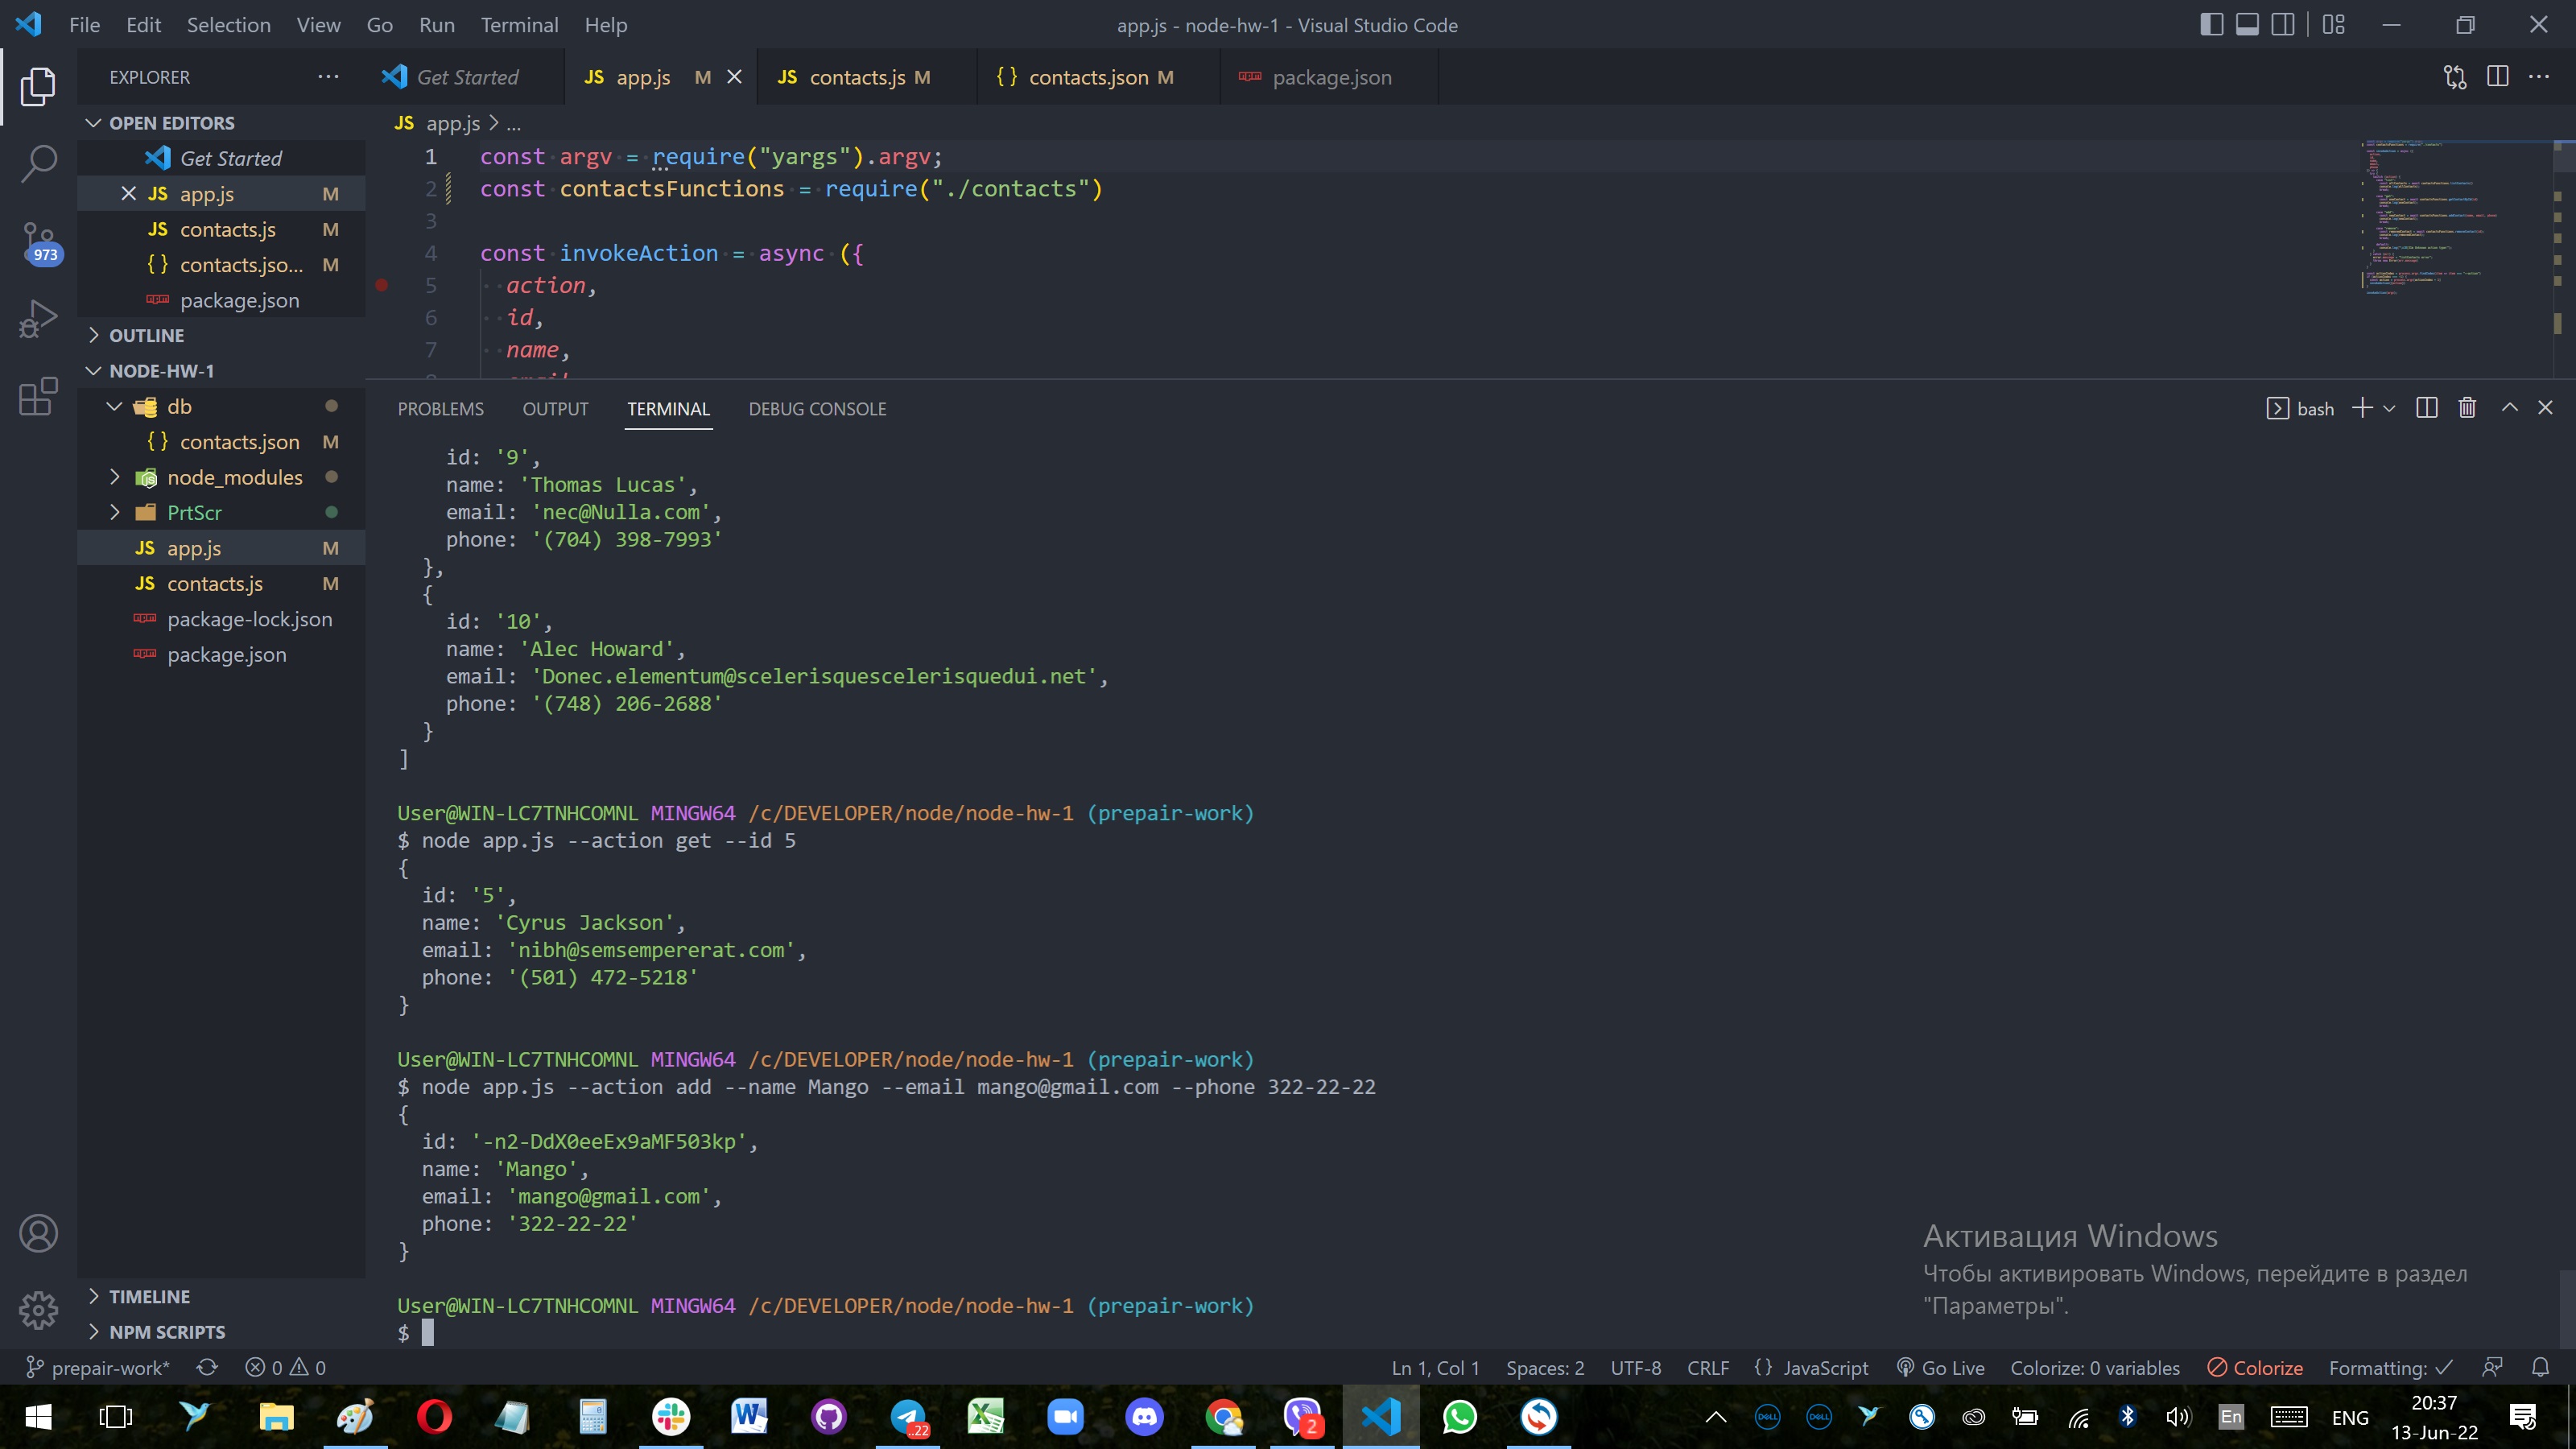 File Edit Selection View Go Run Terminal Help
app.js - node-hw-1 - Visual Studio Code
EXPLORER
Get Started
JS app.js M
JS contacts.js M
{} contacts.json M
package.json
OPEN EDITORS
Get Started
JS app.js M
JS contacts.js M
{} contacts.jso... M
package.json
OUTLINE
NODE-HW-1
db
{} contacts.json M
node_modules
PrtScr
JS app.js M
JS contacts.js M
package-lock.json
package.json
TIMELINE
NPM SCRIPTS
973
JS app.js > ...
1 const argv = require("yargs").argv;
2 const contactsFunctions = require("./contacts")
3
4 const invokeAction = async ({
5 action,
6 id,
7 name,
PROBLEMS OUTPUT TERMINAL DEBUG CONSOLE
bash
id: '9',
name: 'Thomas Lucas',
email: 'nec@Nulla.com',
phone: '(704) 398-7993'
},
{
id: '10',
name: 'Alec Howard',
email: 'Donec.elementum@scelerisquescelerisquedui.net',
phone: '(748) 206-2688'
}
]
User@WIN-LC7TNHCOMNL MINGW64 /c/DEVELOPER/node/node-hw-1 (prepair-work)
$ node app.js --action get --id 5
{
id: '5',
name: 'Cyrus Jackson',
email: 'nibh@semsempererat.com',
phone: '(501) 472-5218'
}
User@WIN-LC7TNHCOMNL MINGW64 /c/DEVELOPER/node/node-hw-1 (prepair-work)
$ node app.js --action add --name Mango --email mango@gmail.com --phone 322-22-22
{
id: '-n2-DdX0eeEx9aMF503kp',
name: 'Mango',
email: 'mango@gmail.com',
phone: '322-22-22'
}
User@WIN-LC7TNHCOMNL MINGW64 /c/DEVELOPER/node/node-hw-1 (prepair-work)
$
Активация Windows
Чтобы активировать Windows, перейдите в раздел
"Параметры".
prepair-work* 0 0
Ln 1, Col 1 Spaces: 2 UTF-8 CRLF {} JavaScript Go Live Colorize: 0 variables Colorize Formatting: ✓
..22
2
DELL DELL
En
ENG
20:37
13-Jun-22